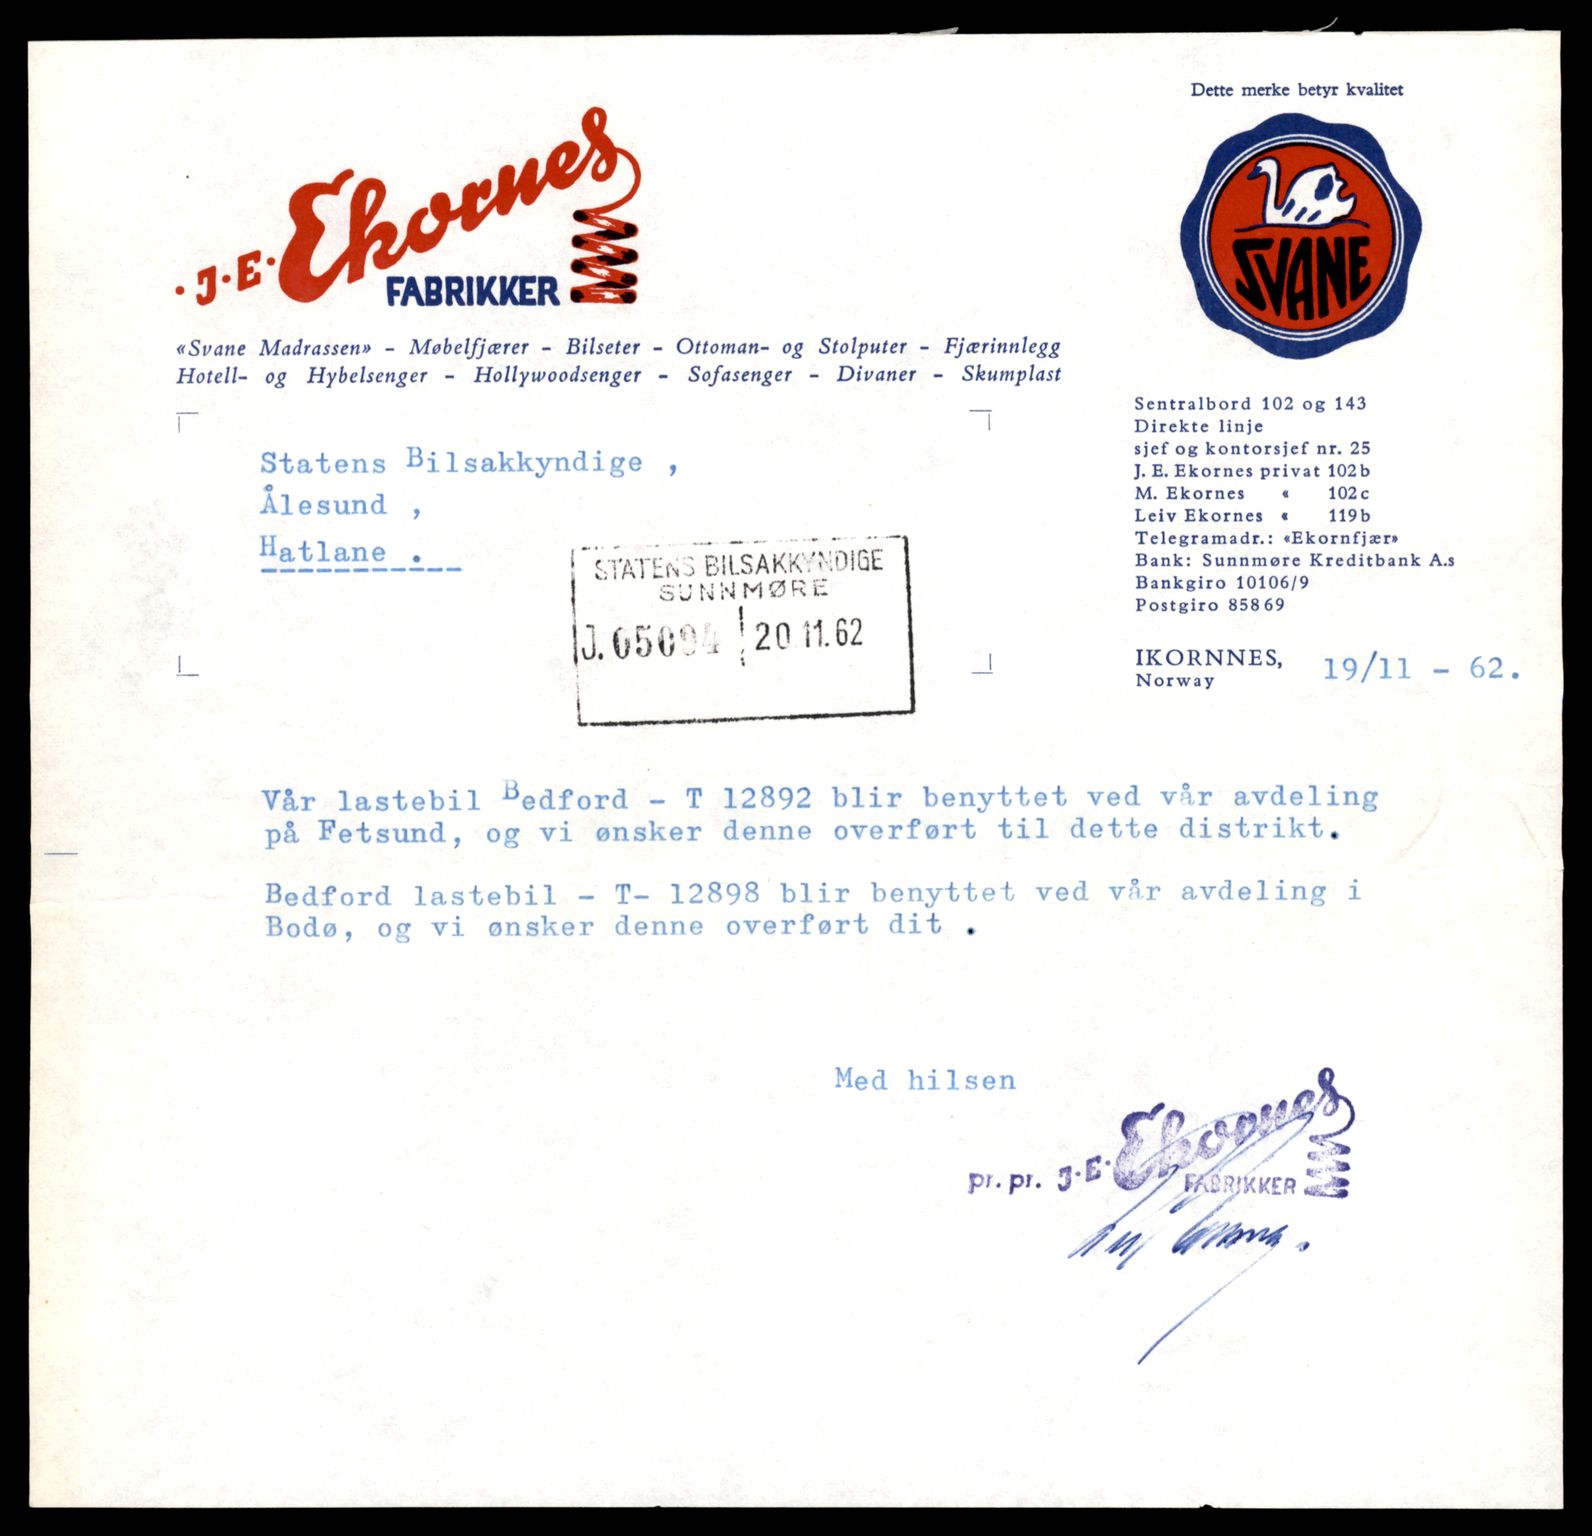 J. E. Ekornes
FABRIKKER
«Svane Madrassen» - Møbelfjærer - Bilseter - Ottoman- og Stolputer - Fjærinnlegg
Hotell- og Hybelsenger - Hollywoodsenger - Sofasenger - Divaner - Skumplast
Dette merke betyr kvalitet
SVANE
Sentralbord 102 og 143
Direkte linje
sjef og kontorsjef nr. 25
J. E. Ekornes privat 102b
M. Ekornes « 102c
Leiv Ekornes « 119b
Telegramadr.: «Ekornfjær»
Bank: Sunnmøre Kreditbank A.s
Bankgiro 10106/9
Postgiro 85869
IKORNNES, 19/11 - 62.
Norway
Statens Bilsakkyndige ,
Ålesund ,
Hatlane .
STATENS BILSAKKYNDIGE
SUNNMØRE
J. 05094 20.11.62
Vår lastebil Bedford - T 12892 blir benyttet ved vår avdeling
på Fetsund, og vi ønsker denne overført til dette distrikt.
Bedford lastebil - T- 12898 blir benyttet ved vår avdeling i
Bodø, og vi ønsker denne overført dit .
Med hilsen
pr. pr. J. E. Ekornes
FABRIKKER